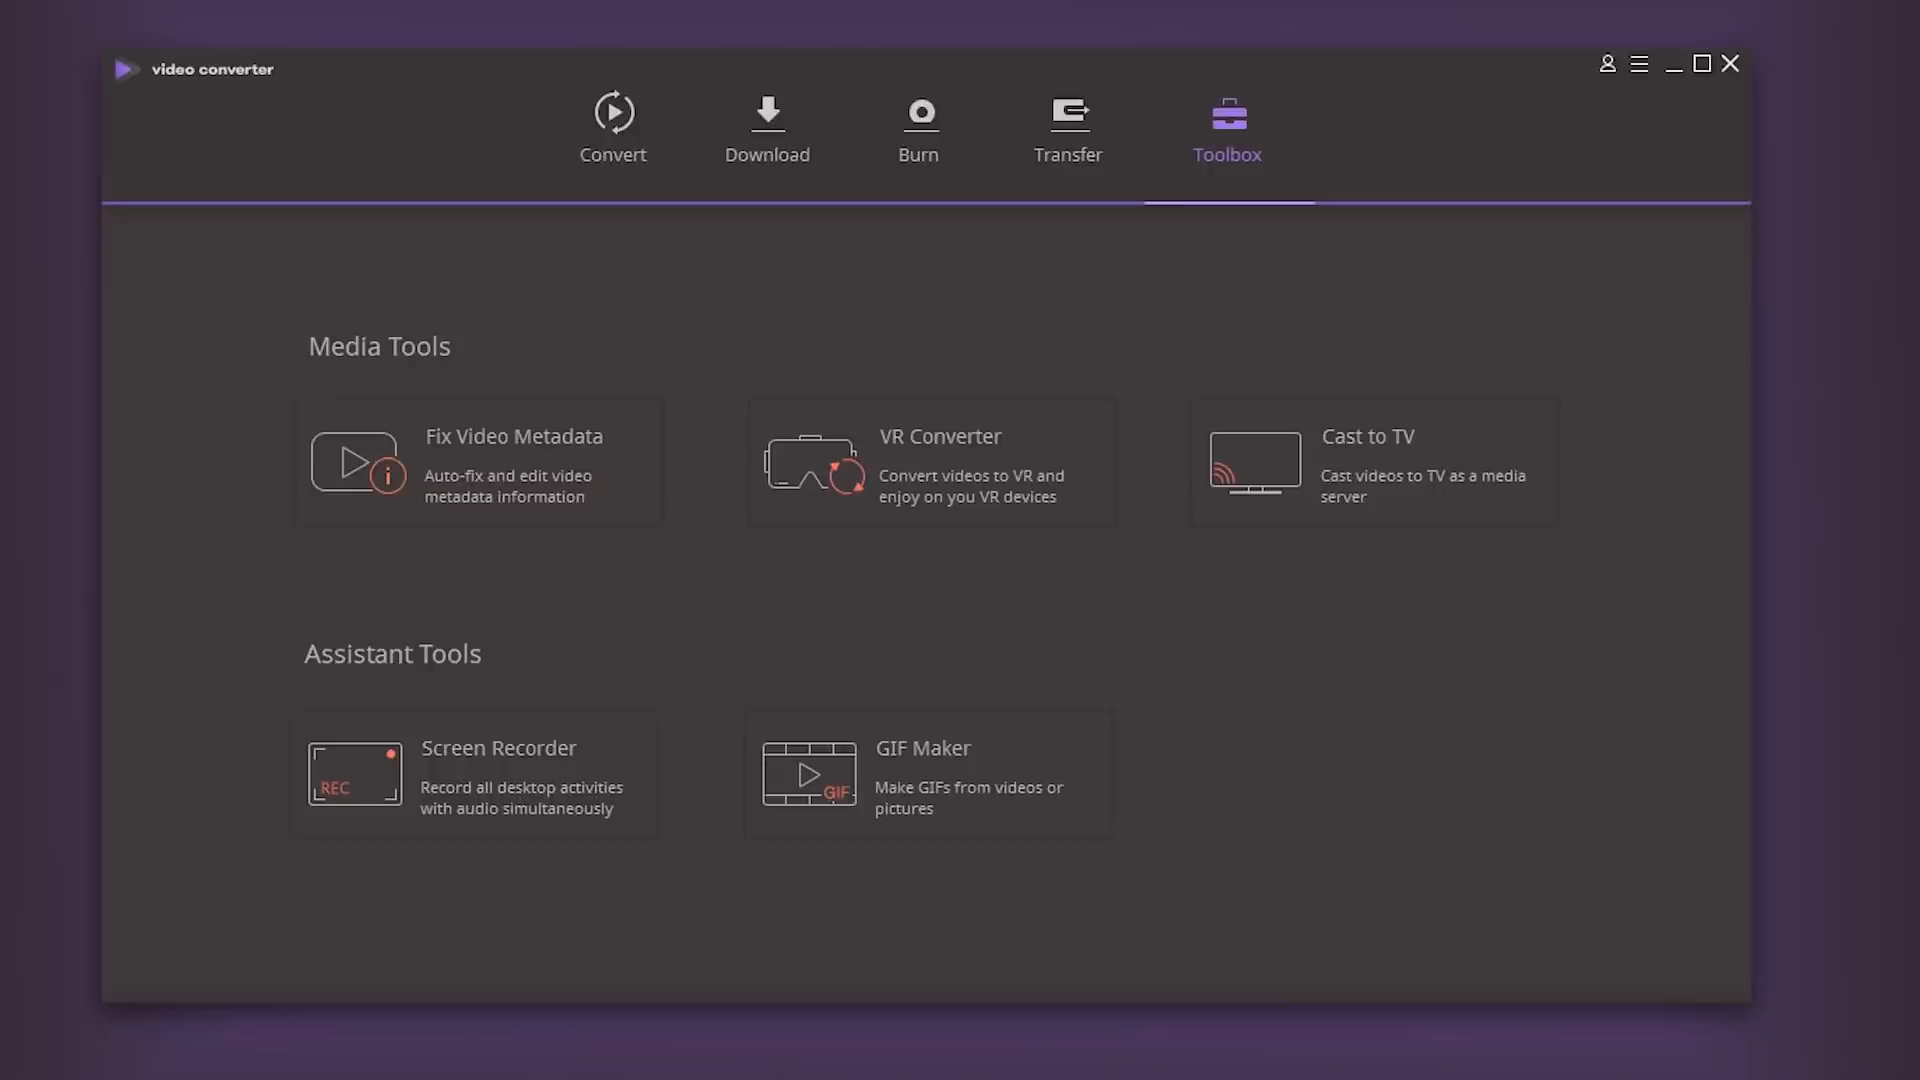 video converter
Convert
Download
Burn
Transfer
Toolbox
Media Tools
Fix Video Metadata
Auto-fix and edit video
metadata information
VR Converter
Convert videos to VR and
enjoy on you VR devices
Cast to TV
Cast videos to TV as a media
server
Assistant Tools
REC
Screen Recorder
Record all desktop activities
with audio simultaneously
GIF
GIF Maker
Make GIFs from videos or
pictures